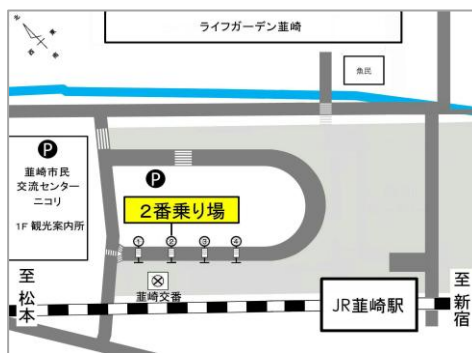 ライフガーデン韮崎
魚民
P
韮崎市民
交流センター
ニコリ
1F 観光案内所
P
2番乗り場
① ② ③ ④
韮崎交番
至
松本
JR韮崎駅
至
新宿